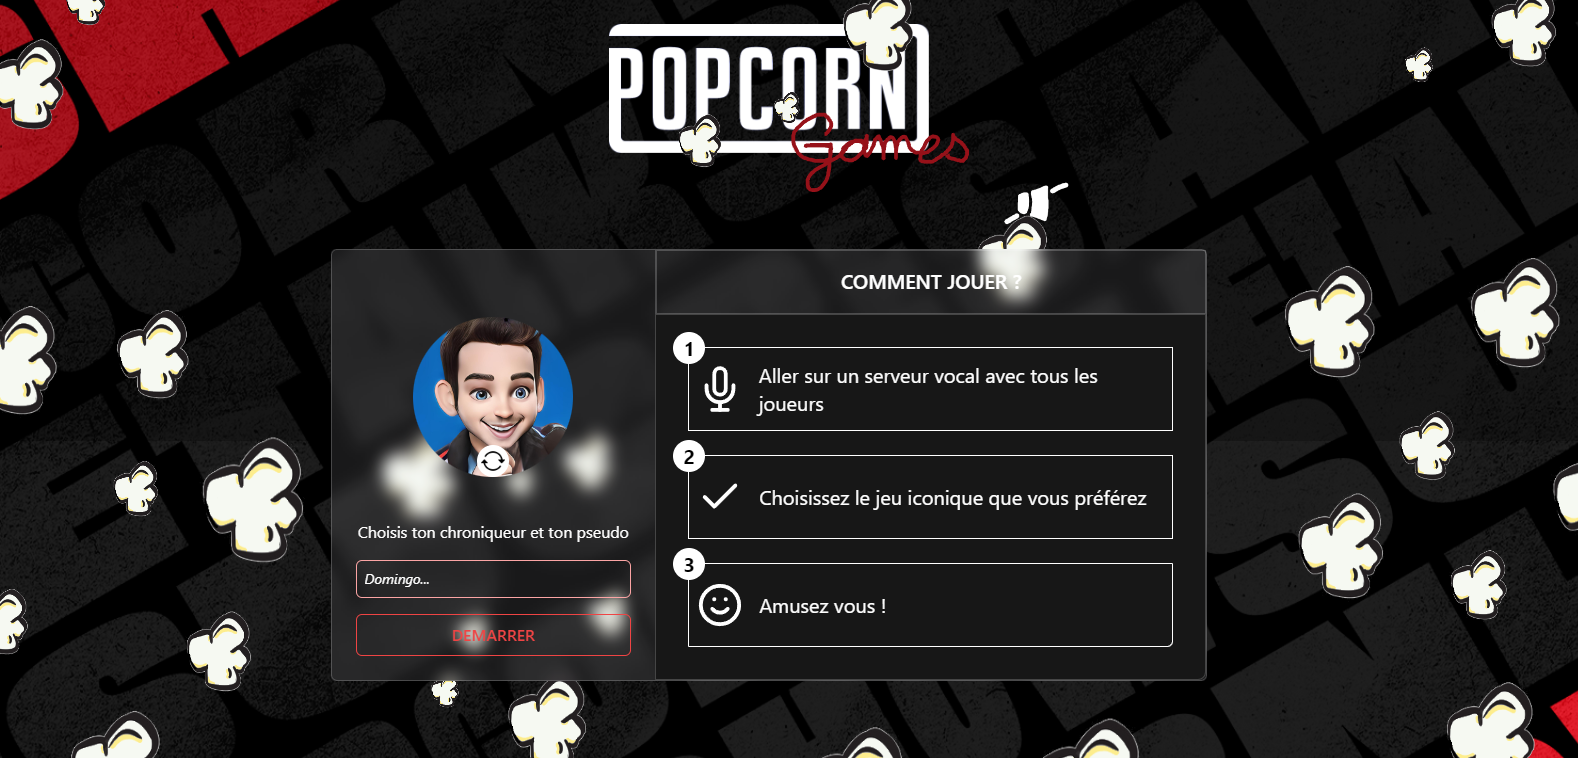 POPCORN
Games
COMMENT JOUER ?
1
Aller sur un serveur vocal avec tous les
joueurs
2
Choisissez le jeu iconique que vous préférez
3
Amusez vous !
Choisis ton chroniqueur et ton pseudo
Domingo...
DEMARRER